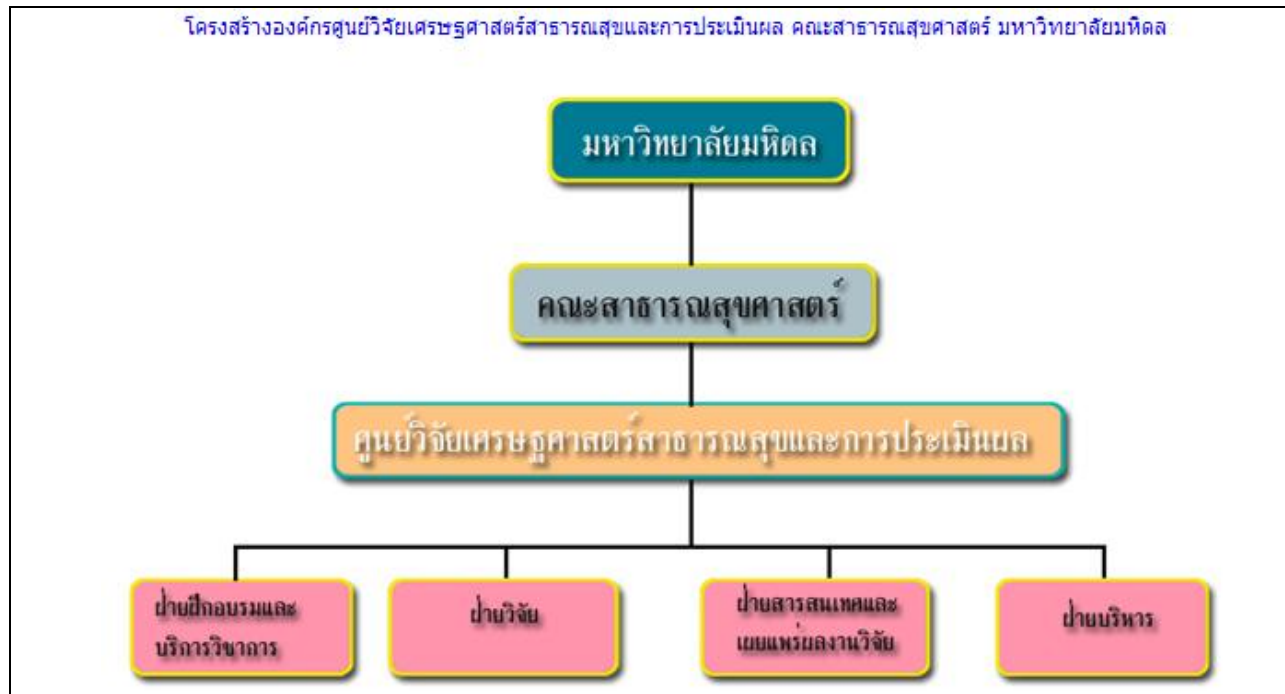 โครงสร้างองค์กรศูนย์วิจัยเศรษฐศาสตร์สาธารณสุขและการประเมินผล คณะสาธารณสุขศาสตร์ มหาวิทยาลัยมหิดล
มหาวิทยาลัยมหิดล
คณะสาธารณสุขศาสตร์
ศูนย์วิจัยเศรษฐศาสตร์สาธารณสุขและการประเมินผล
ฝ่ายฝึกอบรมและ
บริการวิชาการ
ฝ่ายวิจัย
ฝ่ายสารสนเทศและ
เผยแพร่ผลงานวิจัย
ฝ่ายบริหาร